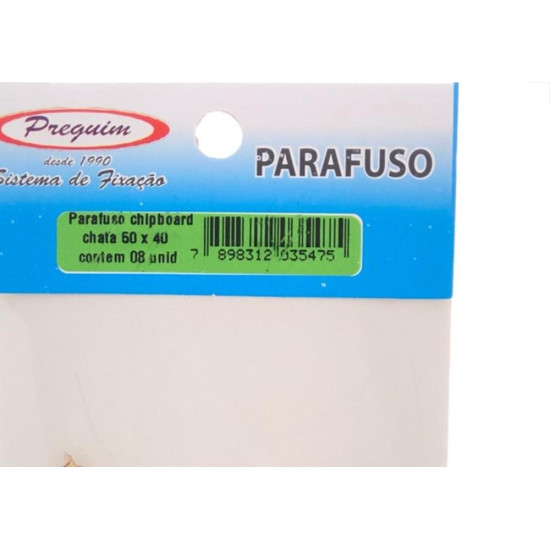 Preguim
desde 1990
Sistema de Fixação
PARAFUSO
Parafuso chipboard
chata 50 x 40
contem 08 unid
7 898312 035475